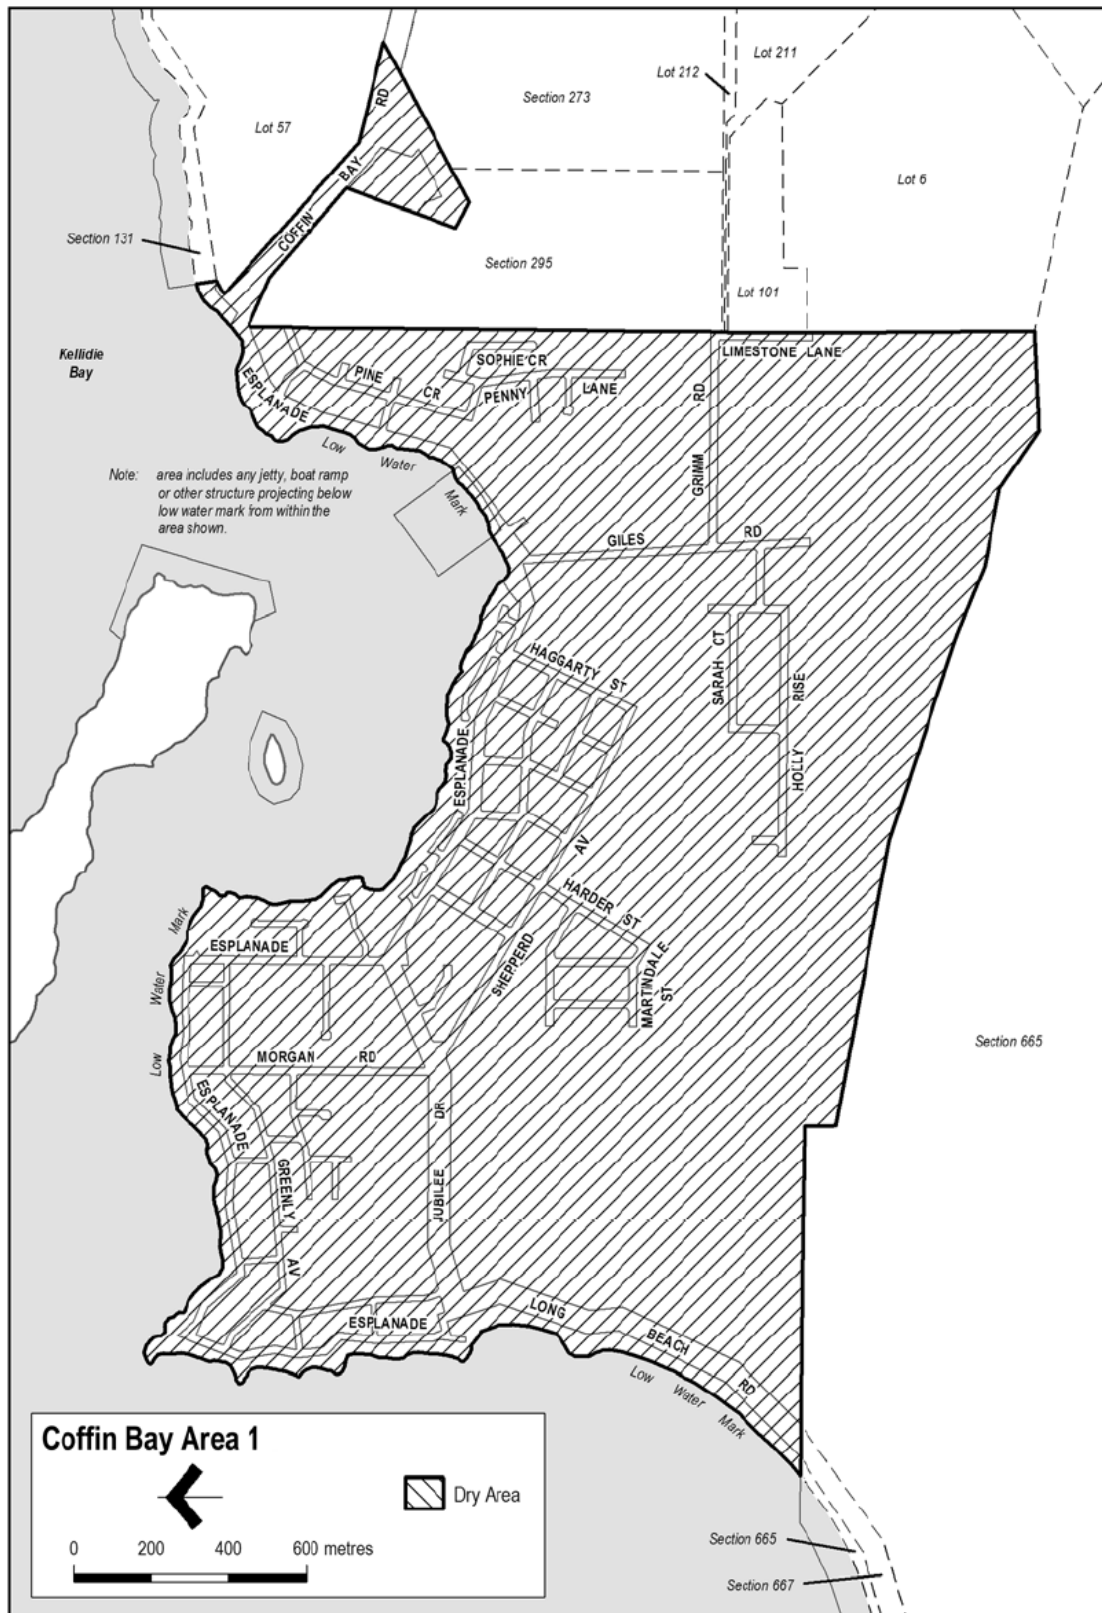 Lot 211
Lot 212
Section 273
RD
Lot 57
Lot 6
BAY
COFFIN
Section 131
Section 295
Lot 101
Kellidie
Bay
SOPHIE CR
LIMESTONE LANE
PINE
CR
PENNY
LANE
ESPLANADE
RD
GRIMM
Low
Water
Mark
Note: area includes any jetty, boat ramp
or other structure projecting below
low water mark from within the
area shown.
GILES
RD
HAGGARTY ST
SARAH CT
HOLLY RISE
ESPLANADE
AV
SHEPPERD
HARDER ST
MARTINDALE
ST
Mark
Water
Low
ESPLANADE
MORGAN RD
Section 665
ESPLANADE
GREENLY
AV
JUBILEE DR
ESPLANADE
LONG
BEACH
RD
Low
Water
Mark
Coffin Bay Area 1
Dry Area
0 200 400 600 metres
Section 665
Section 667